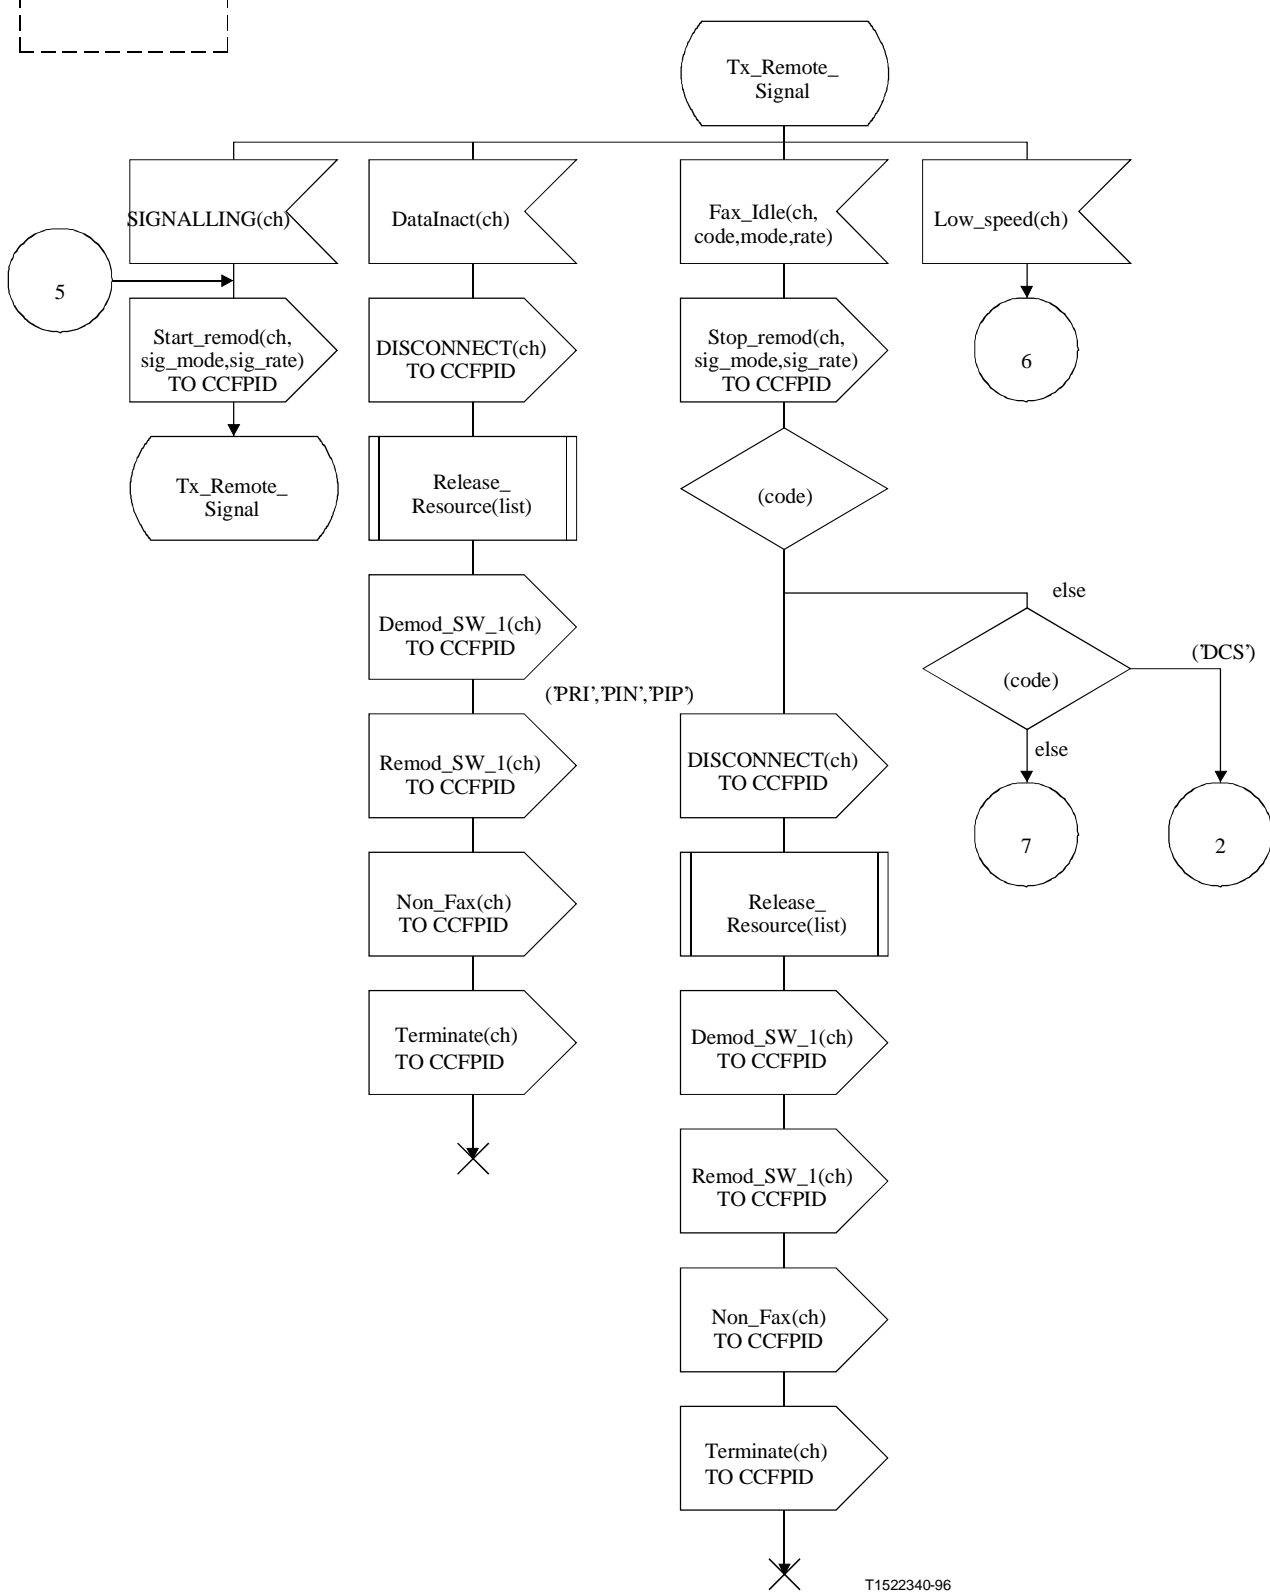 Tx_Remote_
Signal
SIGNALLING(ch)
DataInact(ch)
Fax_Idle(ch,
code,mode,rate)
Low_speed(ch)
5
Start_remod(ch,
sig_mode,sig_rate)
TO CCFPID
DISCONNECT(ch)
TO CCFPID
Stop_remod(ch,
sig_mode,sig_rate)
TO CCFPID
6
Tx_Remote_
Signal
Release_
Resource(list)
(code)
else
Demod_SW_1(ch)
TO CCFPID
('DCS')
(code)
('PRI','PIN','PIP')
else
Remod_SW_1(ch)
TO CCFPID
DISCONNECT(ch)
TO CCFPID
7
2
Non_Fax(ch)
TO CCFPID
Release_
Resource(list)
Terminate(ch)
TO CCFPID
Demod_SW_1(ch)
TO CCFPID
Remod_SW_1(ch)
TO CCFPID
Non_Fax(ch)
TO CCFPID
Terminate(ch)
TO CCFPID
T1522340-96